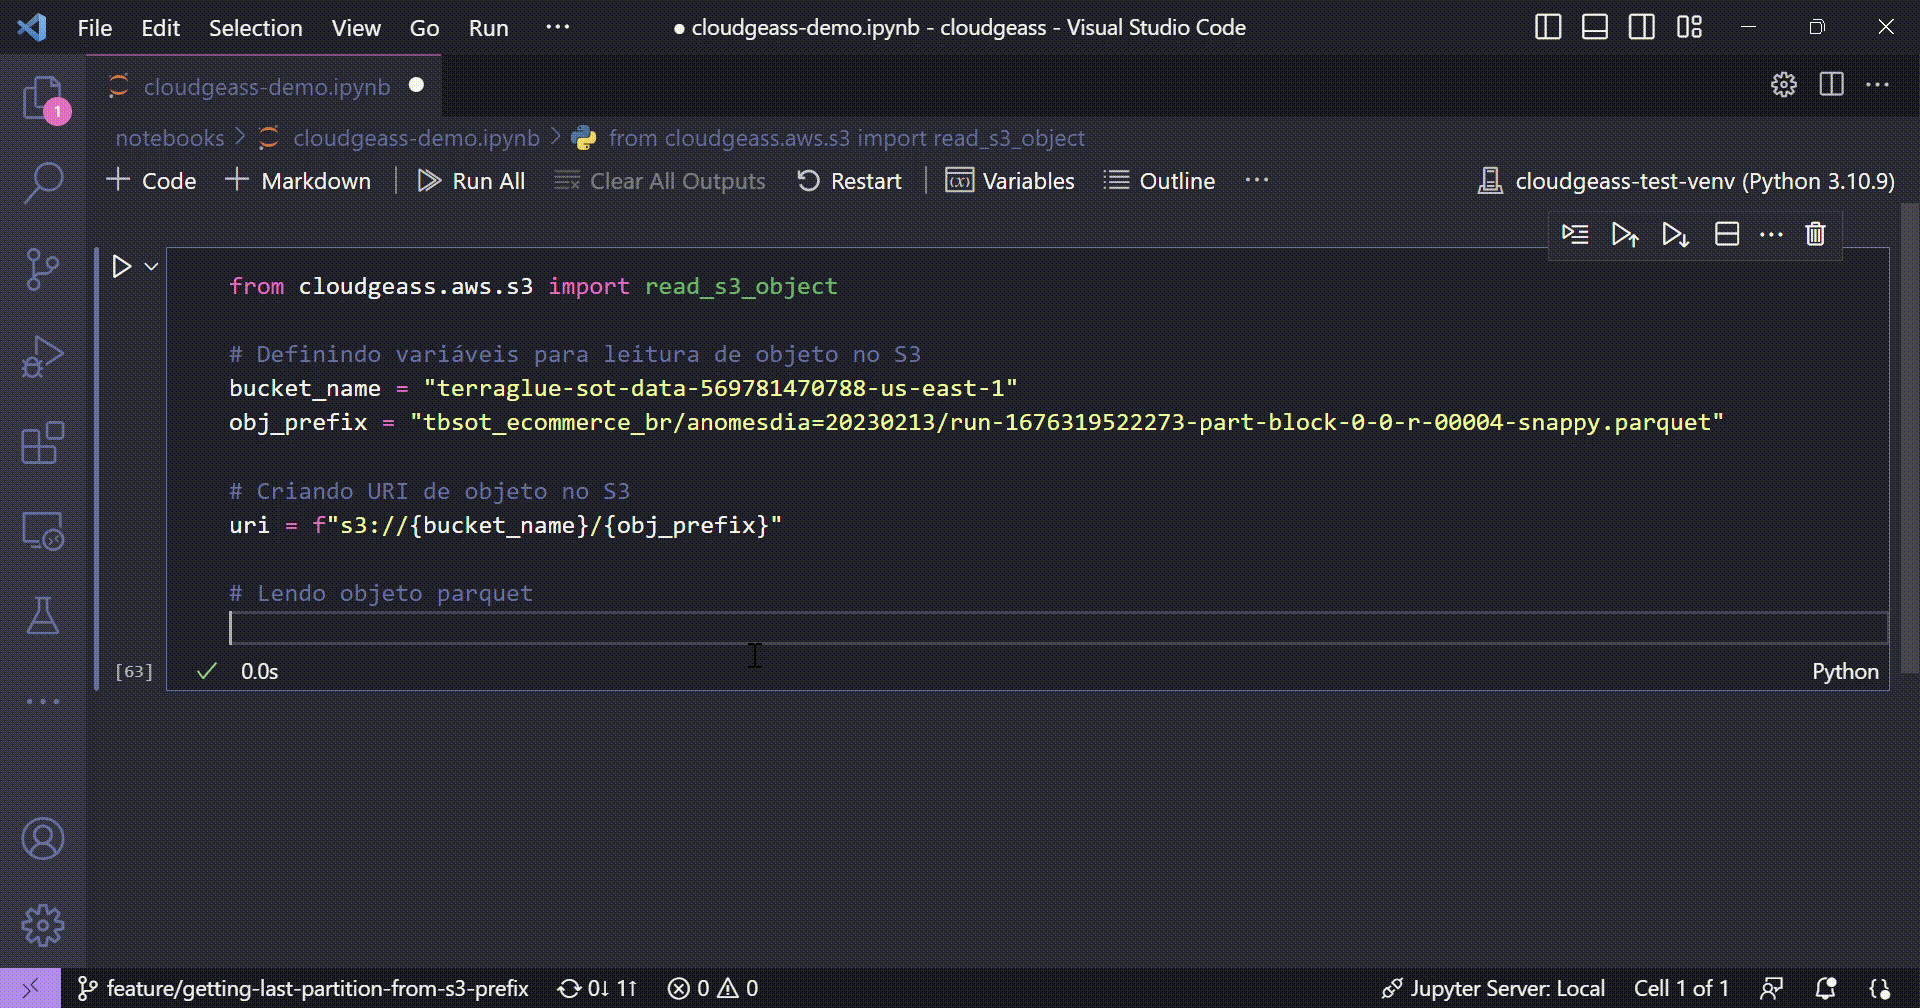 File Edit Selection View Go Run ··· ● cloudgeass-demo.ipynb - cloudgeass - Visual Studio Code
cloudgeass-demo.ipynb ●
1
notebooks > cloudgeass-demo.ipynb > from cloudgeass.aws.s3 import read_s3_object
+ Code + Markdown | Run All Clear All Outputs Restart | (x) Variables Outline ··· cloudgeass-test-venv (Python 3.10.9)
from cloudgeass.aws.s3 import read_s3_object
# Definindo variáveis para leitura de objeto no S3
bucket_name = "terraglue-sot-data-569781470788-us-east-1"
obj_prefix = "tbsot_ecommerce_br/anomesdia=20230213/run-1676319522273-part-block-0-0-r-00004-snappy.parquet"
# Criando URI de objeto no S3
uri = f"s3://{bucket_name}/{obj_prefix}"
# Lendo objeto parquet
[63] ✓ 0.0s Python
feature/getting-last-partition-from-s3-prefix 0↓ 1↑ 0 0 Jupyter Server: Local Cell 1 of 1